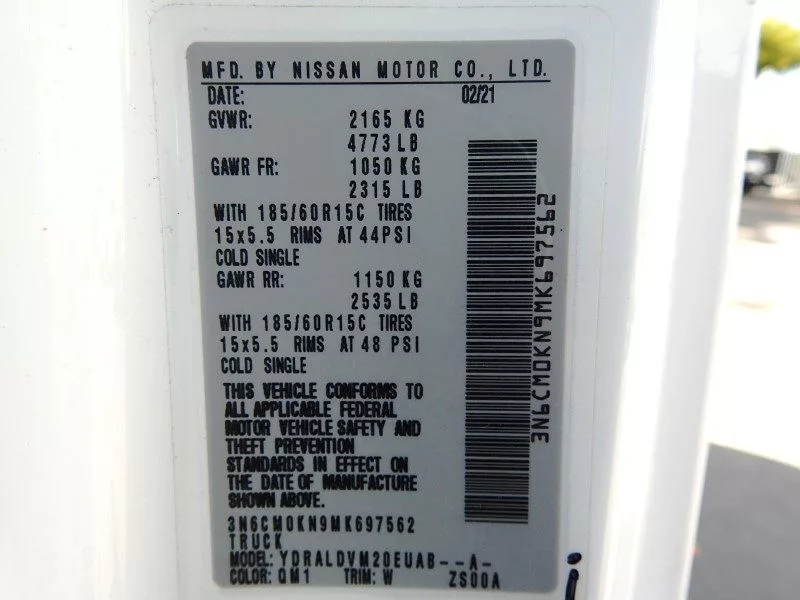 MFD. BY NISSAN MOTOR CO., LTD.
DATE: 02/21
GVWR: 2165 KG
4773 LB
GAWR FR: 1050 KG
2315 LB
WITH 185/60R15C TIRES
15x5.5 RIMS AT 44PSI
COLD SINGLE
GAWR RR: 1150 KG
2535 LB
WITH 185/60R15C TIRES
15x5.5 RIMS AT 48 PSI
COLD SINGLE
THIS VEHICLE CONFORMS TO
ALL APPLICABLE FEDERAL
MOTOR VEHICLE SAFETY AND
THEFT PREVENTION
STANDARDS IN EFFECT ON
THE DATE OF MANUFACTURE
SHOWN ABOVE.
3N6CM0KN9MK697562
TRUCK
MODEL: YDRALDVM20EUAB--A-
COLOR: QM1 TRIM: W ZS00A
3N6CM0KN9MK697562
i